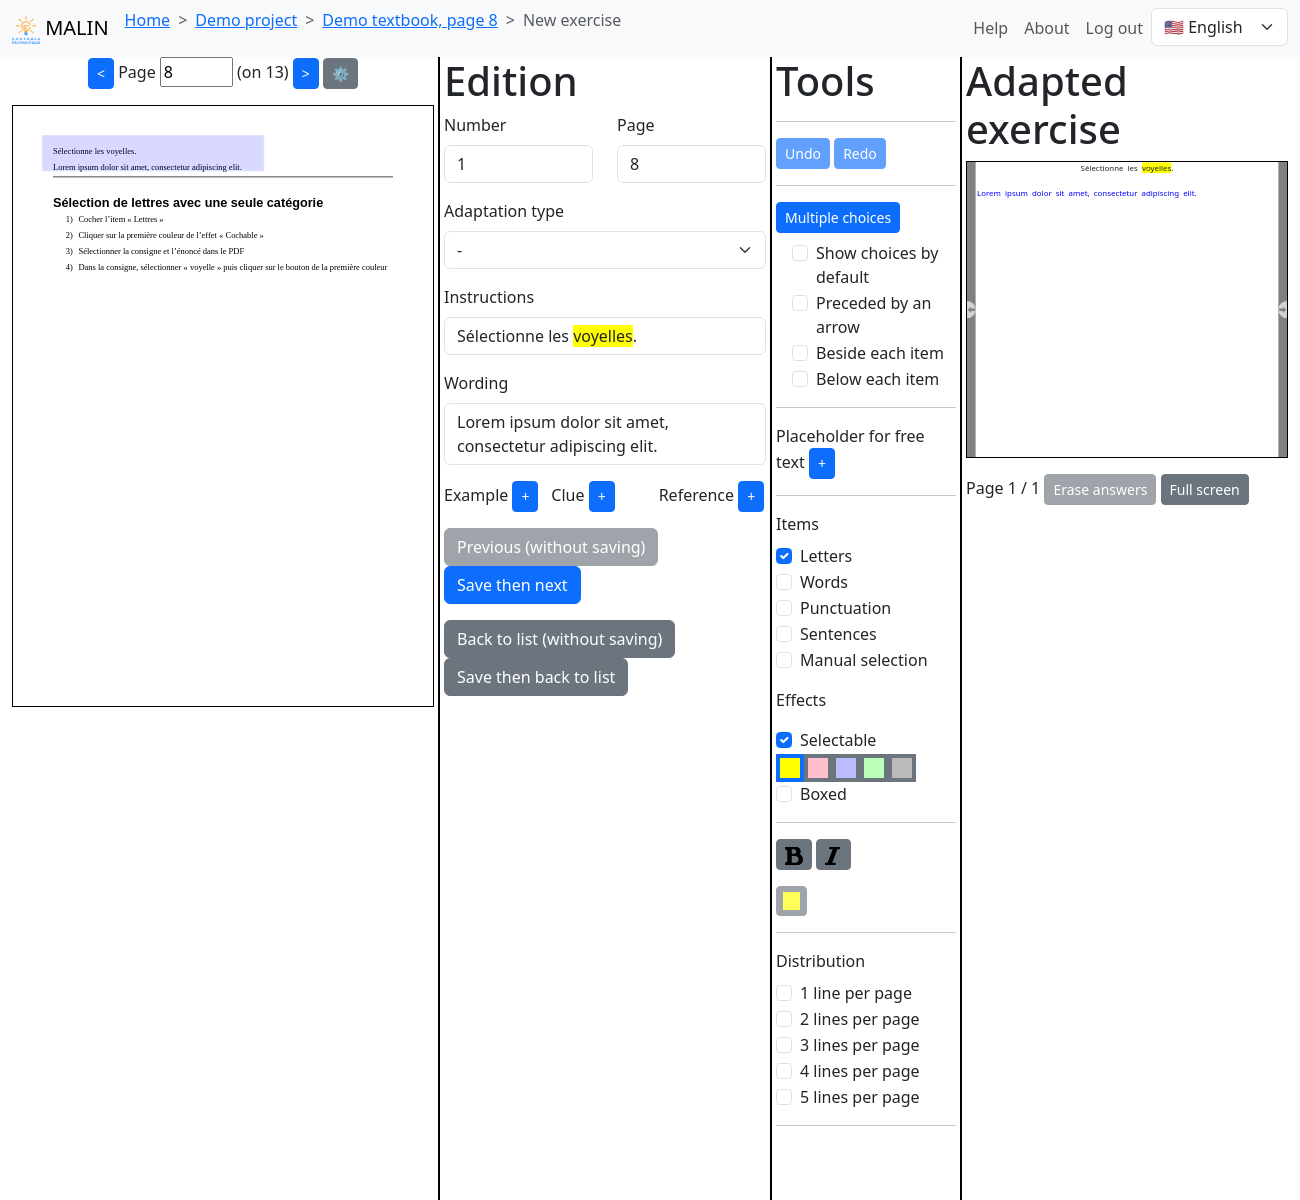 MALIN
Home > Demo project > Demo textbook, page 8 > New exercise
Help About Log out 🇺🇸 English
< Page 8 (on 13) > ⚙️
Sélectionne les voyelles.
Lorem ipsum dolor sit amet, consectetur adipiscing elit.
Sélection de lettres avec une seule catégorie
1) Cocher l'item « Lettres »
2) Cliquer sur la première couleur de l'effet « Cochable »
3) Sélectionner la consigne et l'énoncé dans le PDF
4) Dans la consigne, sélectionner « voyelle » puis cliquer sur le bouton de la première couleur
Edition
Number Page
1 8
Adaptation type
-
Instructions
Sélectionne les voyelles.
Wording
Lorem ipsum dolor sit amet,
consectetur adipiscing elit.
Example + Clue + Reference +
Previous (without saving)
Save then next
Back to list (without saving)
Save then back to list
Tools
Undo Redo
Multiple choices
Show choices by
default
Preceded by an
arrow
Beside each item
Below each item
Placeholder for free
text +
Items
Letters
Words
Punctuation
Sentences
Manual selection
Effects
Selectable
Boxed
B I
Distribution
1 line per page
2 lines per page
3 lines per page
4 lines per page
5 lines per page
Adapted
exercise
Sélectionne les voyelles.
Lorem ipsum dolor sit amet, consectetur adipiscing elit.
Page 1 / 1 Erase answers Full screen